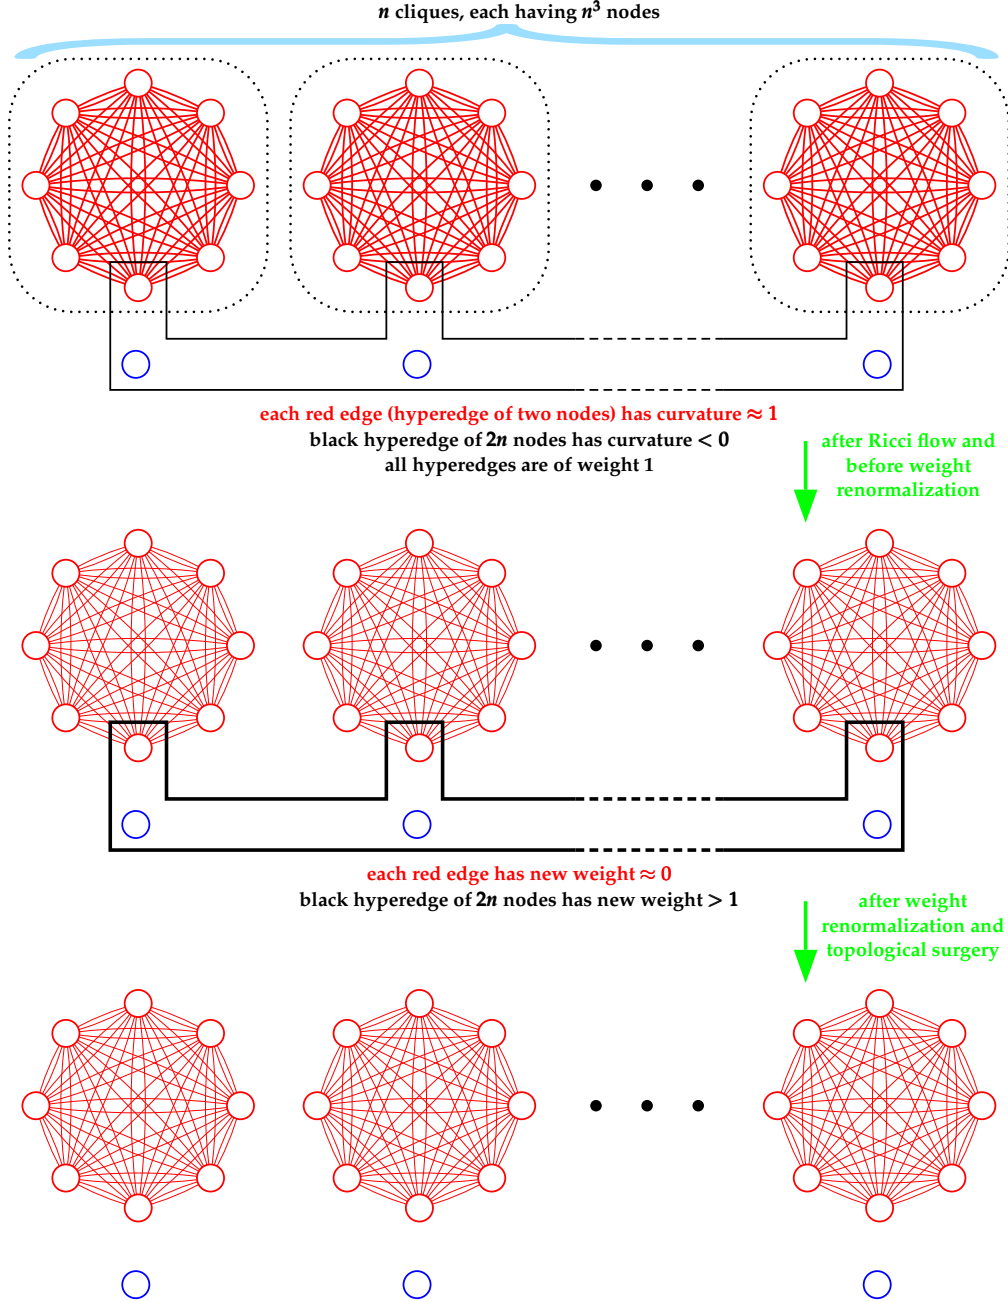 n cliques, each having n³ nodes
each red edge (hyperedge of two nodes) has curvature ≈ 1
black hyperedge of 2n nodes has curvature < 0
all hyperedges are of weight 1
after Ricci flow and
before weight
renormalization
each red edge has new weight ≈ 0
black hyperedge of 2n nodes has new weight > 1
after weight
renormalization and
topological surgery